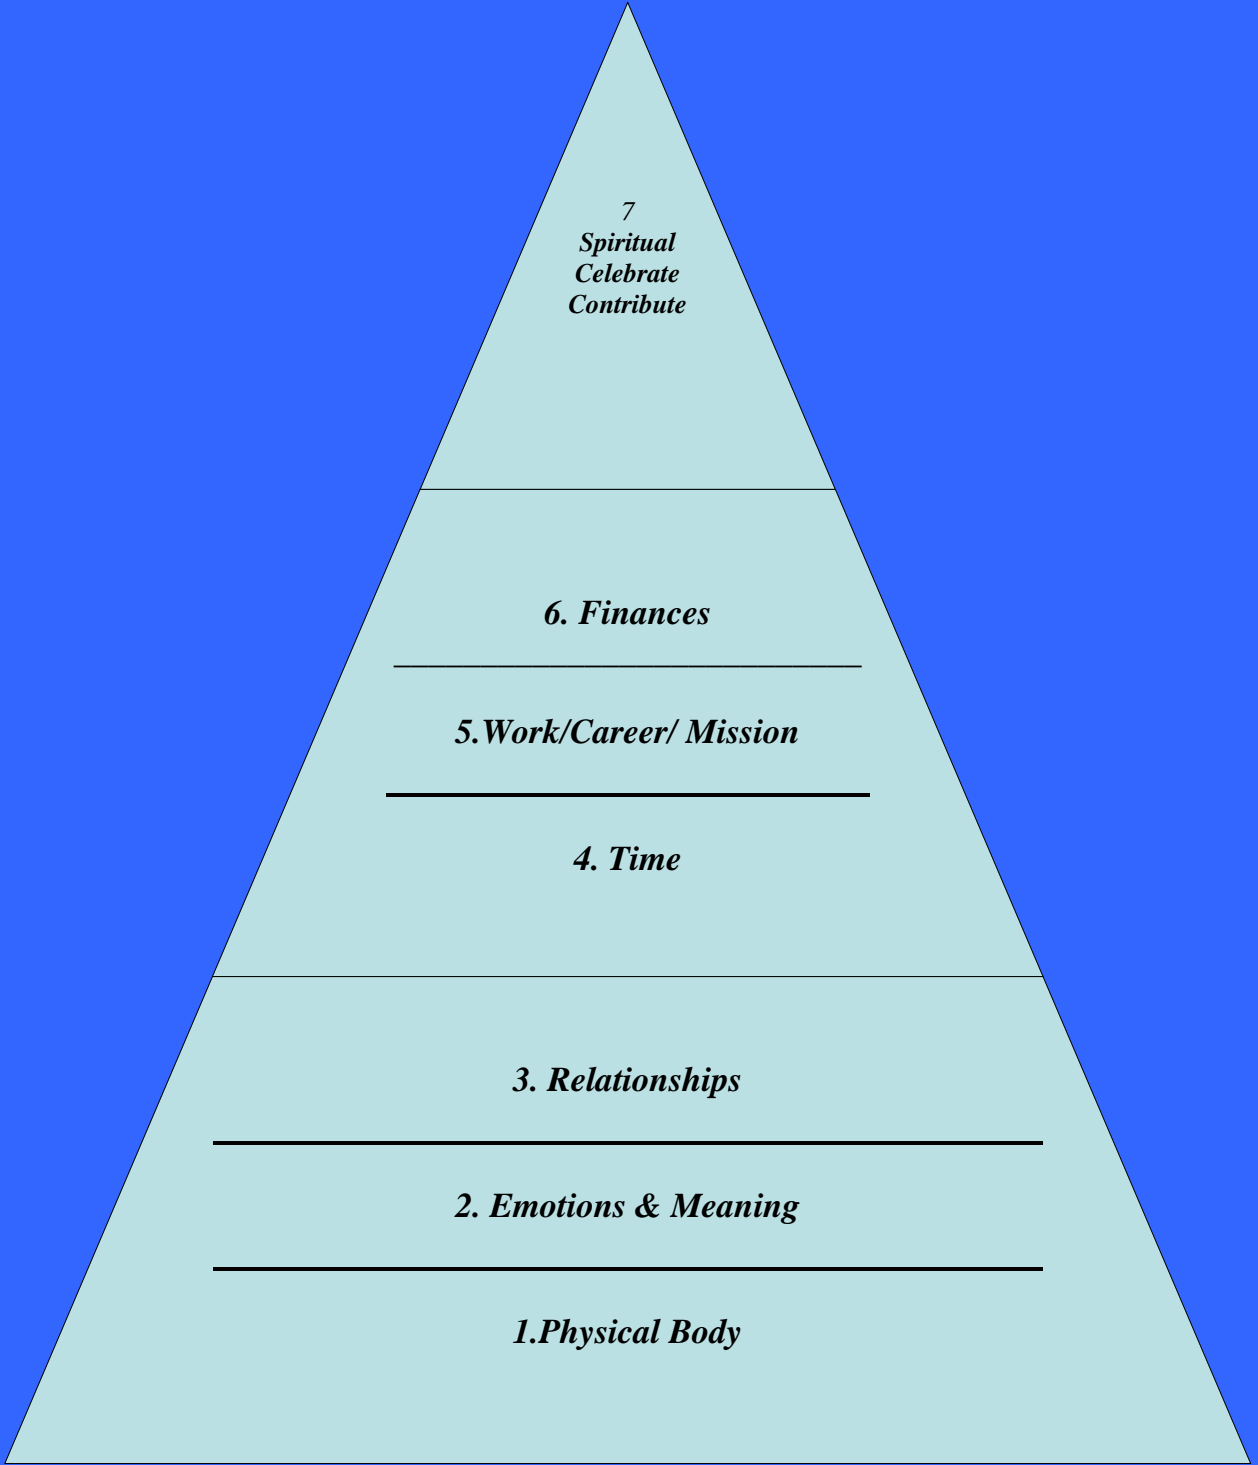 7
Spiritual
Celebrate
Contribute
6. Finances
5.Work/Career/ Mission
4. Time
3. Relationships
2. Emotions & Meaning
1.Physical Body